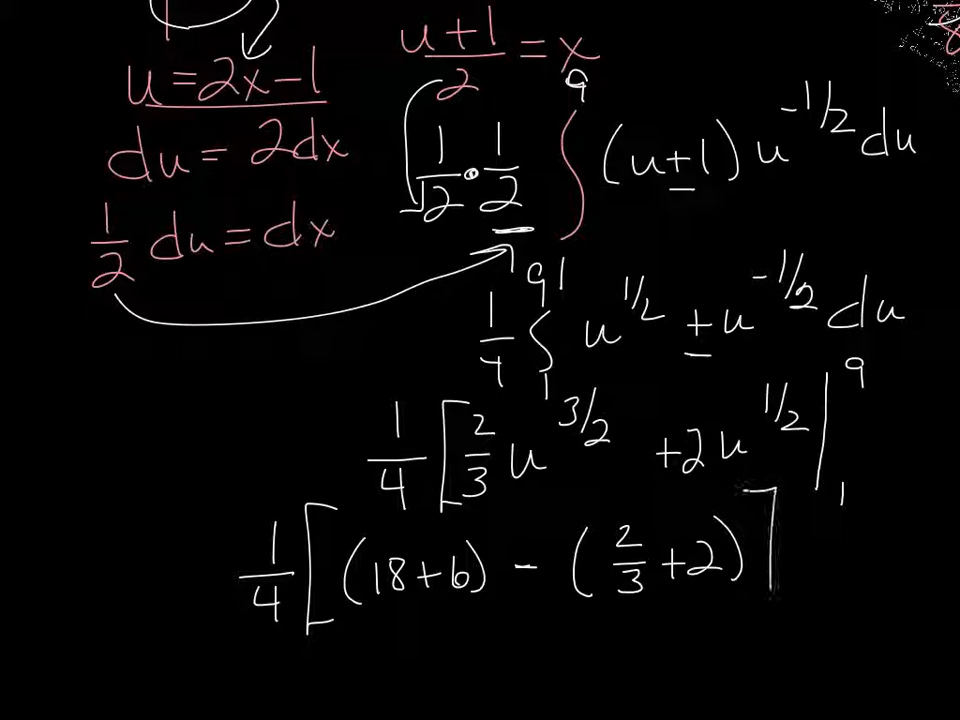 u = 2x - 1
du = 2dx
1/2 du = dx
(u + 1)/2 = x
1/2 · 1/2 ∫ 9 1 (u + 1) u^(-1/2) du
1/4 ∫ 9 1 u^(1/2) + u^(-1/2) du
1/4 [ 2/3 u^(3/2) + 2u^(1/2) | 9 1
1/4 [ (18 + 6) - (2/3 + 2) ]